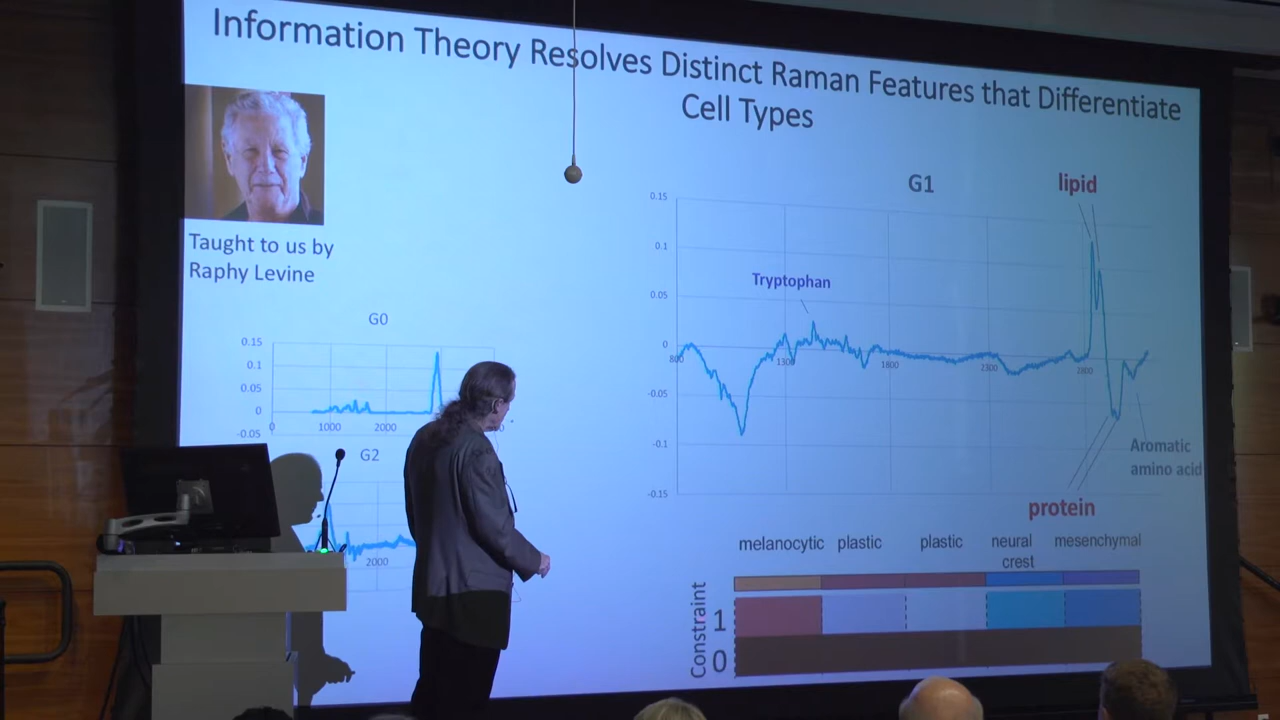 Information Theory Resolves Distinct Raman Features that Differentiate
Cell Types
Taught to us by
Raphy Levine
G0
0.15
0.1
0.05
0
-0.05
0
1000
2000
G2
2000
G1
0.15
0.1
0.05
0
-0.05
-0.1
-0.15
800
1300
1800
2300
2800
Tryptophan
lipid
Aromatic
amino acid
protein
melanocytic plastic plastic neural mesenchymal
crest
Constraint
1
0